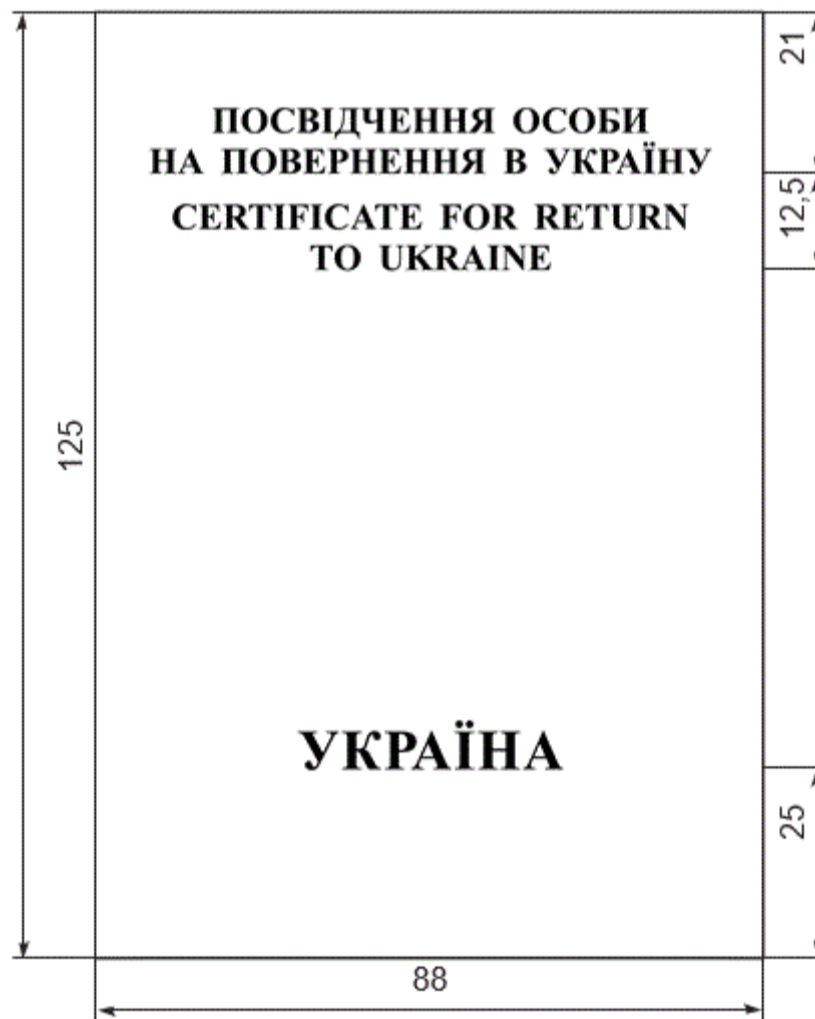 21
ПОСВІДЧЕННЯ ОСОБИ
НА ПОВЕРНЕННЯ В УКРАЇНУ
12,5
CERTIFICATE FOR RETURN
TO UKRAINE
125
УКРАЇНА
25
88